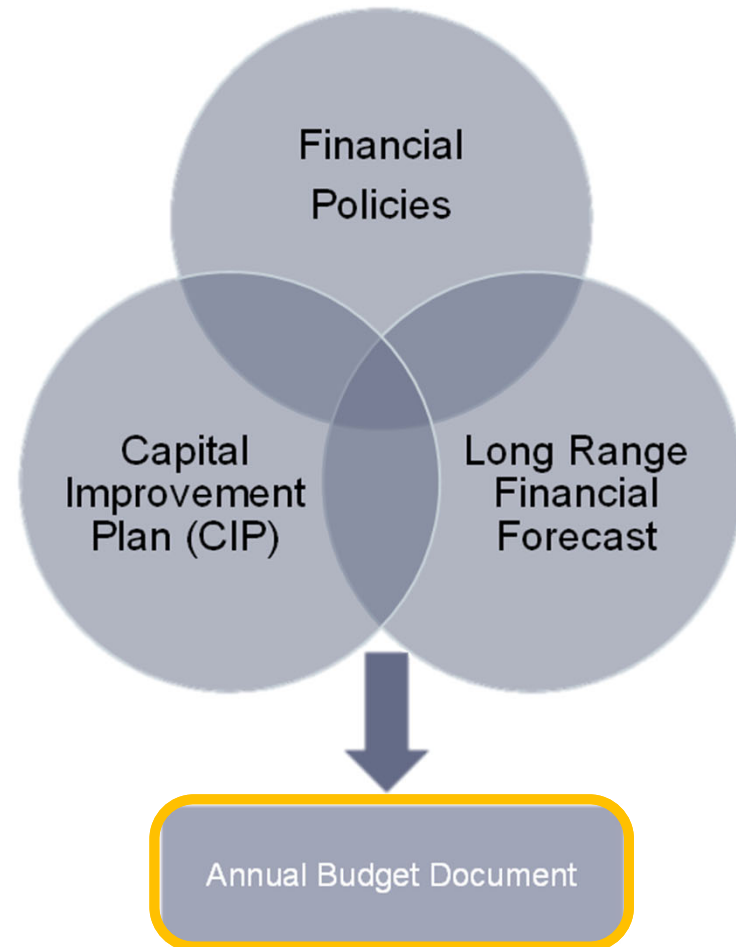 Financial
Policies
Capital
Improvement
Plan (CIP)
Long Range
Financial
Forecast
Annual Budget Document